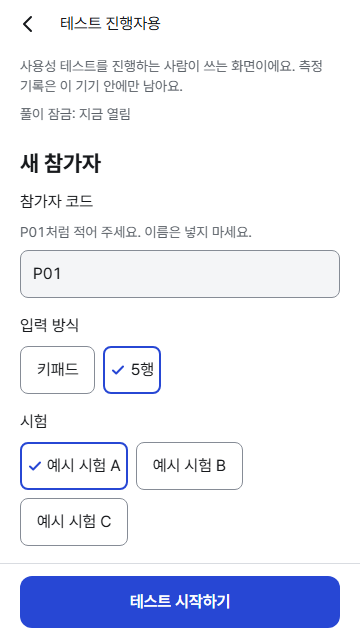 테스트 진행자용
사용성 테스트를 진행하는 사람이 쓰는 화면이에요. 측정
기록은 이 기기 안에만 남아요.
풀이 잠금: 지금 열림
새 참가자
참가자 코드
P01처럼 적어 주세요. 이름은 넣지 마세요.
P01
입력 방식
키패드
5행
시험
예시 시험 A
예시 시험 B
예시 시험 C
테스트 시작하기